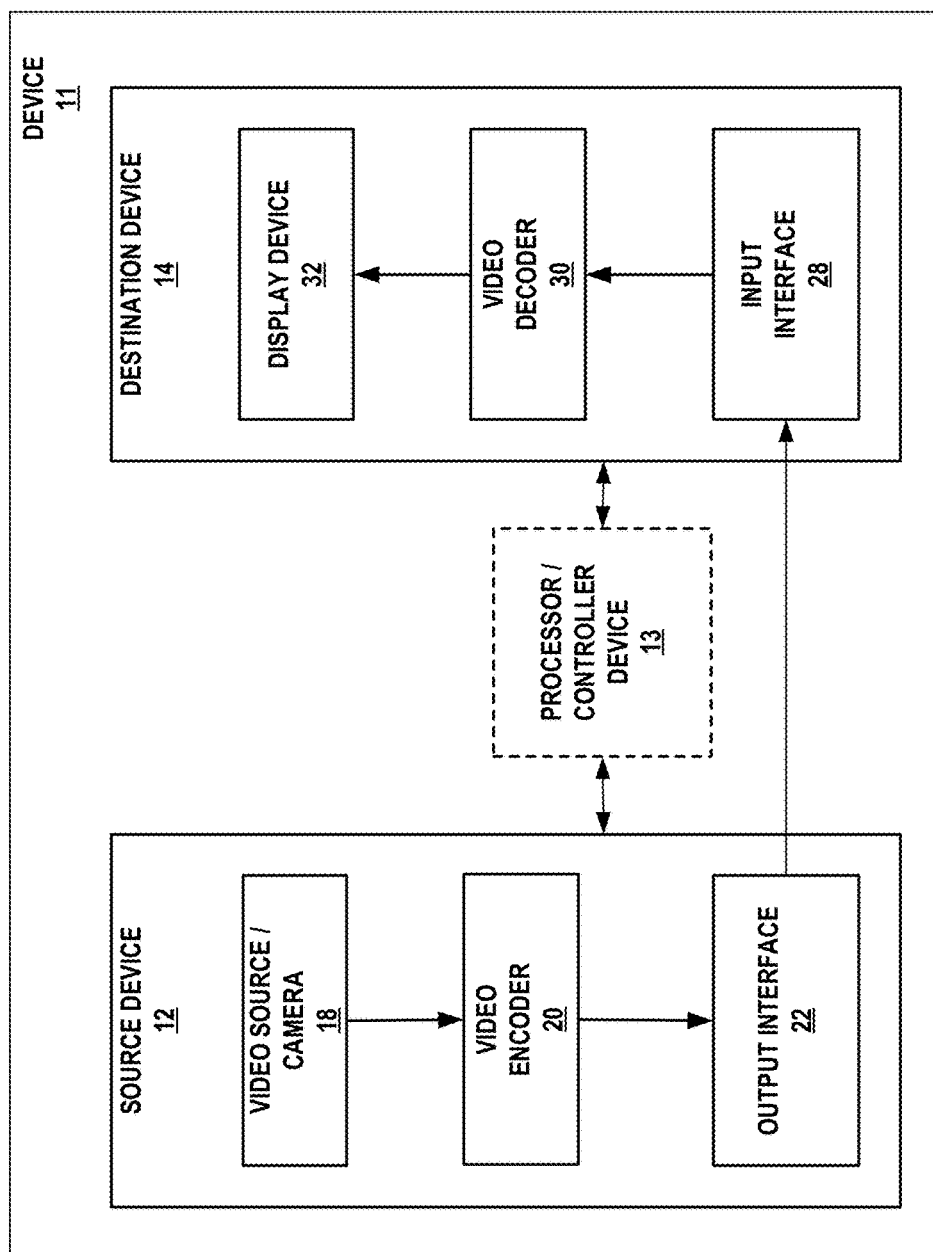 DEVICE
11
SOURCE DEVICE
12
VIDEO SOURCE /
CAMERA
18
VIDEO
ENCODER
20
OUTPUT INTERFACE
22
PROCESSOR /
CONTROLLER
DEVICE
13
DESTINATION DEVICE
14
DISPLAY DEVICE
32
VIDEO
DECODER
30
INPUT
INTERFACE
28